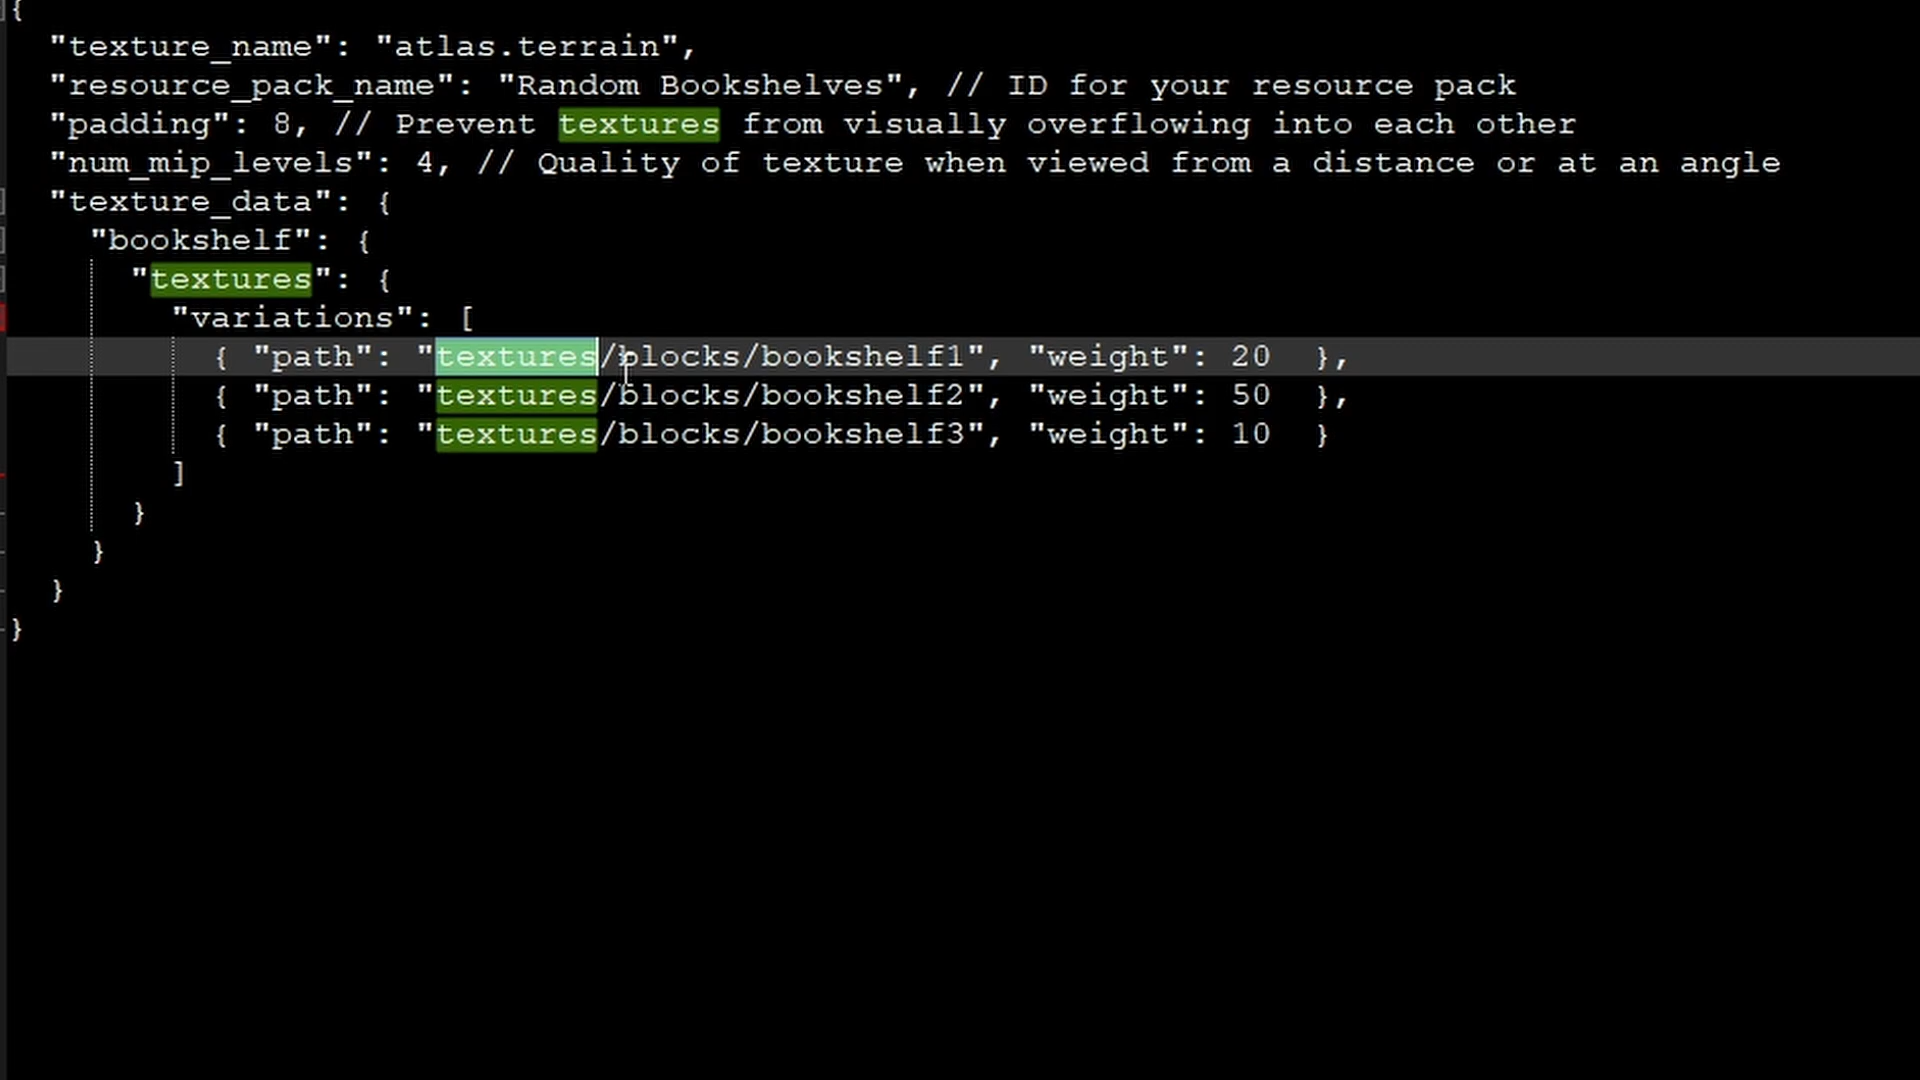 {
"texture_name": "atlas.terrain",
"resource_pack_name": "Random Bookshelves", // ID for your resource pack
"padding": 8, // Prevent textures from visually overflowing into each other
"num_mip_levels": 4, // Quality of texture when viewed from a distance or at an angle
"texture_data": {
"bookshelf": {
"textures": {
"variations": [
{ "path": "textures/blocks/bookshelf1", "weight": 20 },
{ "path": "textures/blocks/bookshelf2", "weight": 50 },
{ "path": "textures/blocks/bookshelf3", "weight": 10 }
]
}
}
}
}